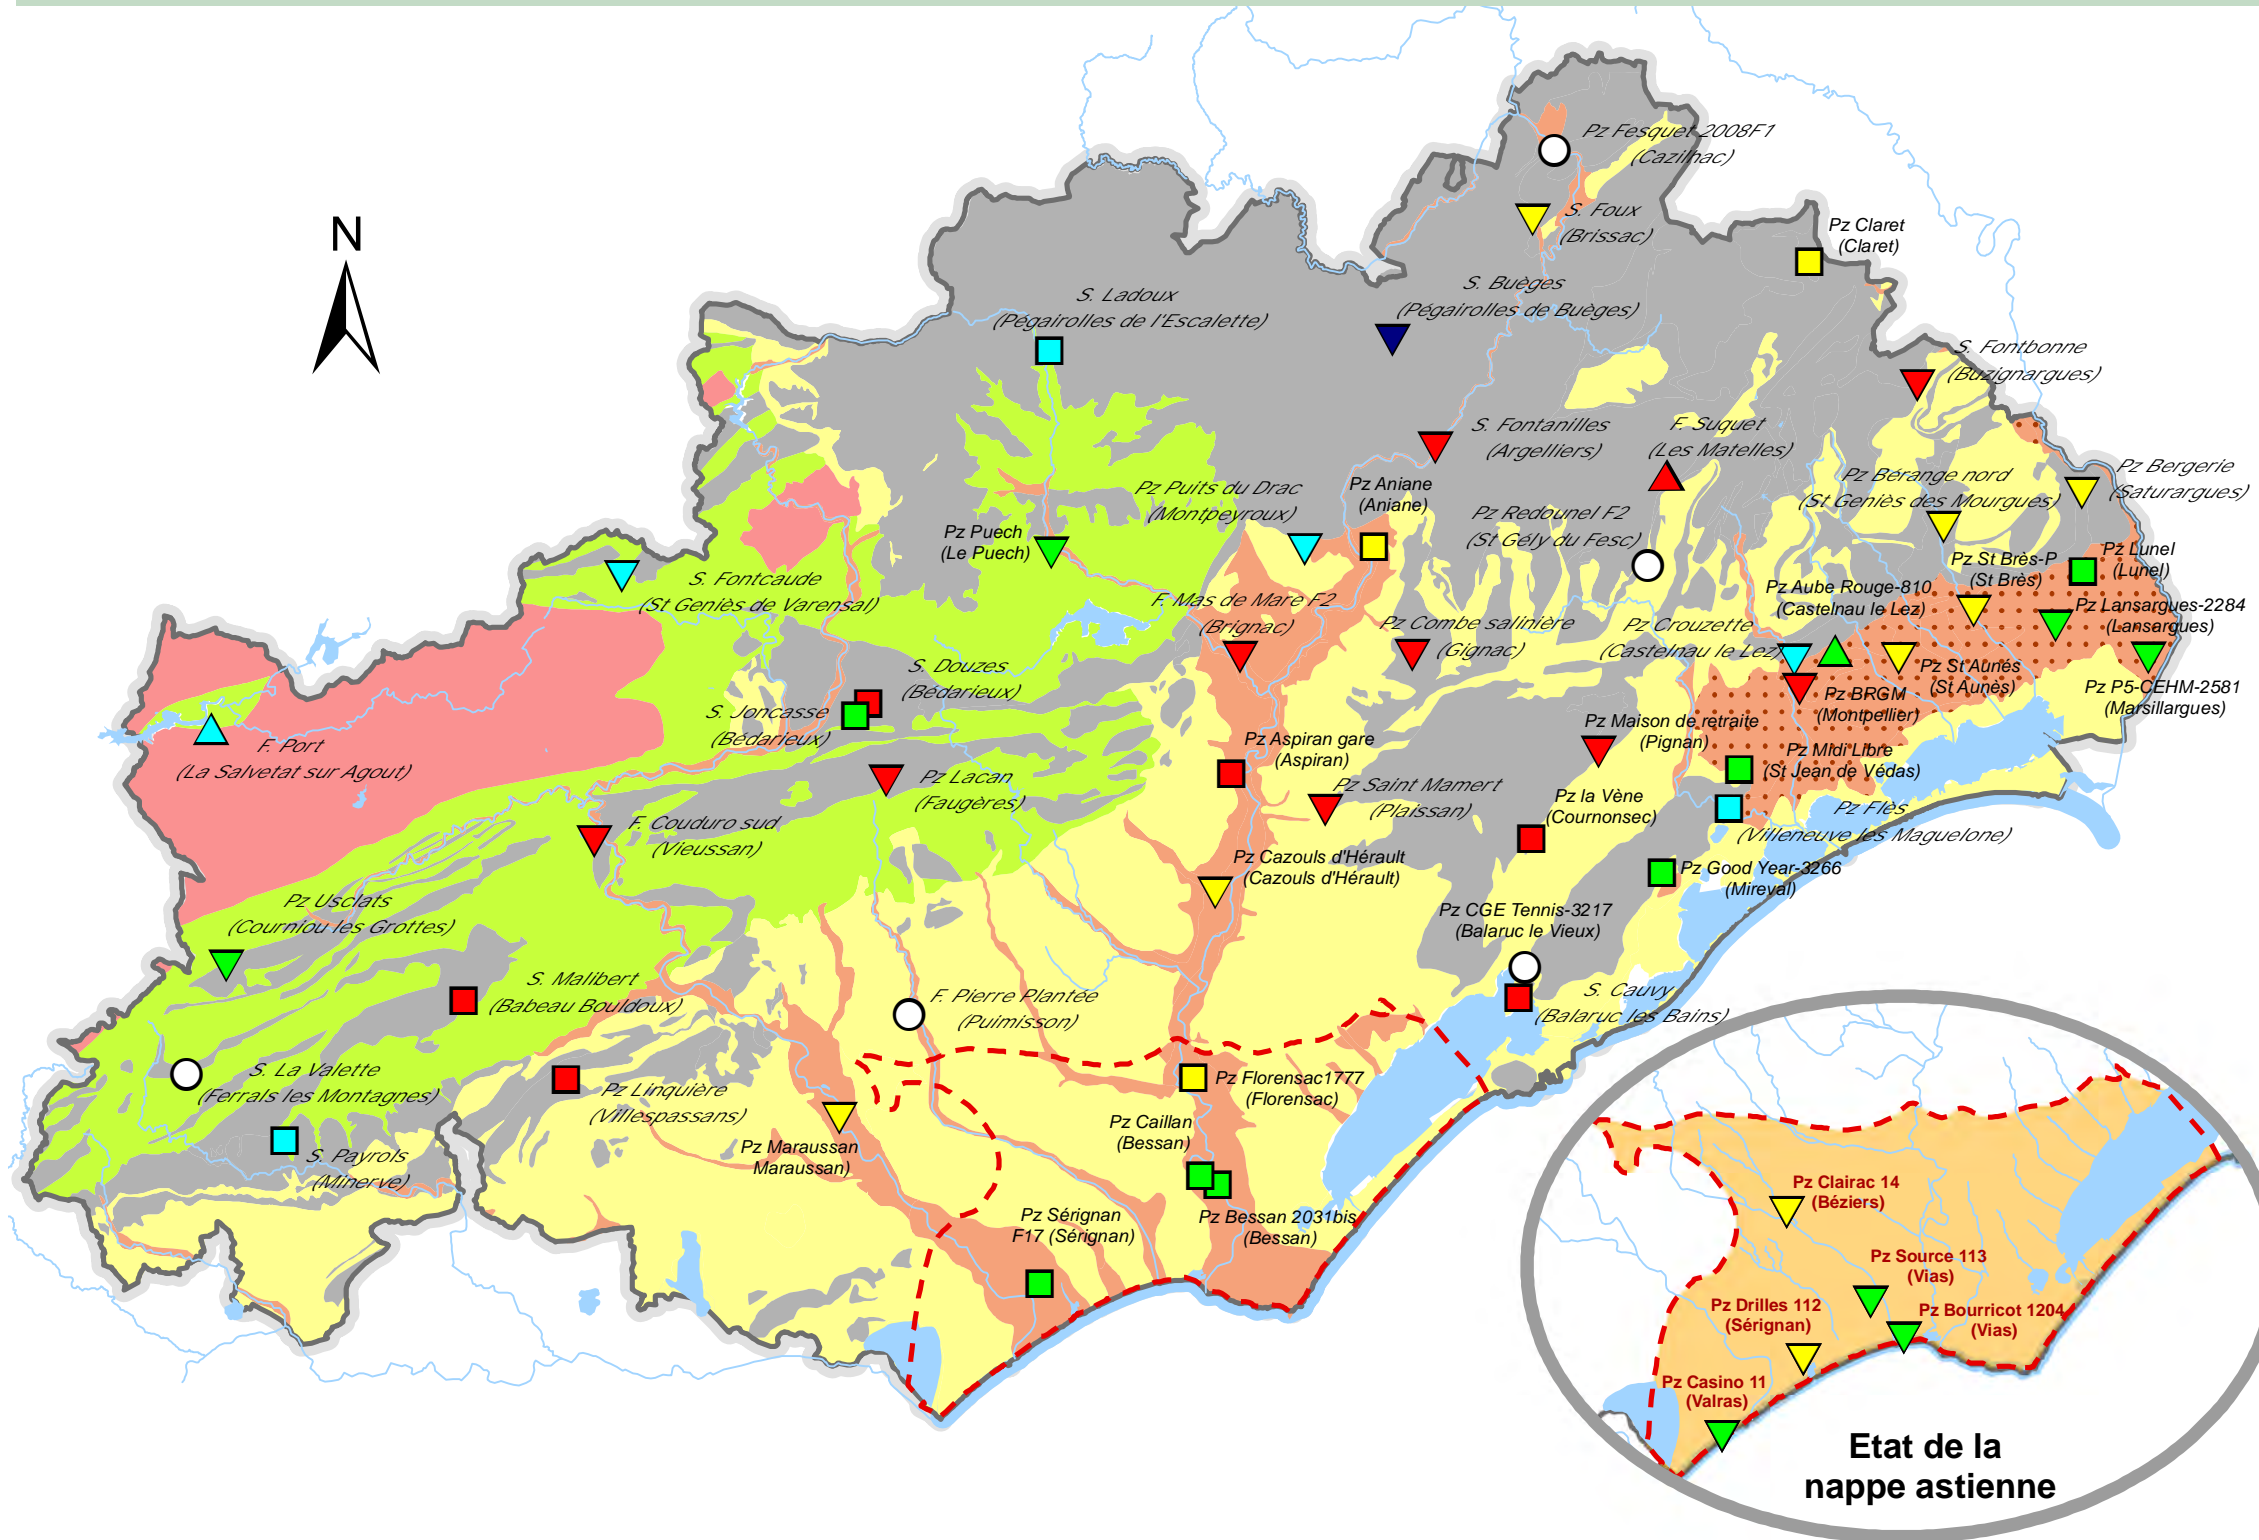 N
Pz Fesquet-2008F1
(Cazilhac)
S. Foux
(Brissac)
Pz Claret
(Claret)
S. Buèges
(Pégairolles de Buèges)
S. Ladoux
(Pégairolles de l'Escalette)
S. Fontbonne
(Buzignargues)
S. Fontanilles
(Argelliers)
F. Suquet
(Les Matelles)
Pz Bérange nord
(St Geniès des Mourgues)
Pz Bergerie
(Saturargues)
Pz Puits du Drac
(Montpeyroux)
Pz Aniane
(Aniane)
Pz Redounel F2
(St Gély du Fesc)
Pz Puech
(Le Puech)
Pz St Brès-P
(St Brès)
Pz Lunel
(Lunel)
S. Fontcaude
(St Geniès de Varensal)
Pz Aube Rouge-810
(Castelnau le Lez)
Pz Lansargues-2284
(Lansargues)
F. Mas de Mare F2
(Brignac)
Pz Combe salinière
(Gignac)
Pz Crouzette
(Castelnau le Lez)
S. Douzes
(Bédarieux)
Pz St Aunés
(St Aunès)
Pz P5-CEHM-2581
(Marsillargues)
Pz BRGM
(Montpellier)
S. Joncasse
(Bédarieux)
Pz Maison de retraite
(Pignan)
F. Port
(La Salvetat sur Agout)
Pz Aspiran gare
(Aspiran)
Pz Midi Libre
(St Jean de Védas)
Pz Lacan
(Faugères)
Pz Saint Mamert
(Plaissan)
Pz la Vène
(Cournonsec)
Pz Flès
(Villeneuve lès Maguelone)
F. Couduro sud
(Vieussan)
Pz Cazouls d'Hérault
(Cazouls d'Hérault)
Pz Good Year-3266
(Mireval)
Pz Usclats
(Courniou les Grottes)
Pz CGE Tennis-3217
(Balaruc le Vieux)
S. Malibert
(Babeau Bouldoux)
F. Pierre Plantée
(Puimisson)
S. Cauvy
(Balaruc les Bains)
S. La Valette
(Ferrals les Montagnes)
Pz Linquière
(Villespassans)
Pz Florensac1777
(Florensac)
Pz Caillan
(Bessan)
Pz Maraussan
Maraussan)
S. Payrols
(Minerve)
Pz Sérignan
F17 (Sérignan)
Pz Bessan 2031bis
(Bessan)
Pz Clairac 14
(Béziers)
Pz Source 113
(Vias)
Pz Drilles 112
(Sérignan)
Pz Bourricot 1204
(Vias)
Pz Casino 11
(Valras)
Etat de la
nappe astienne